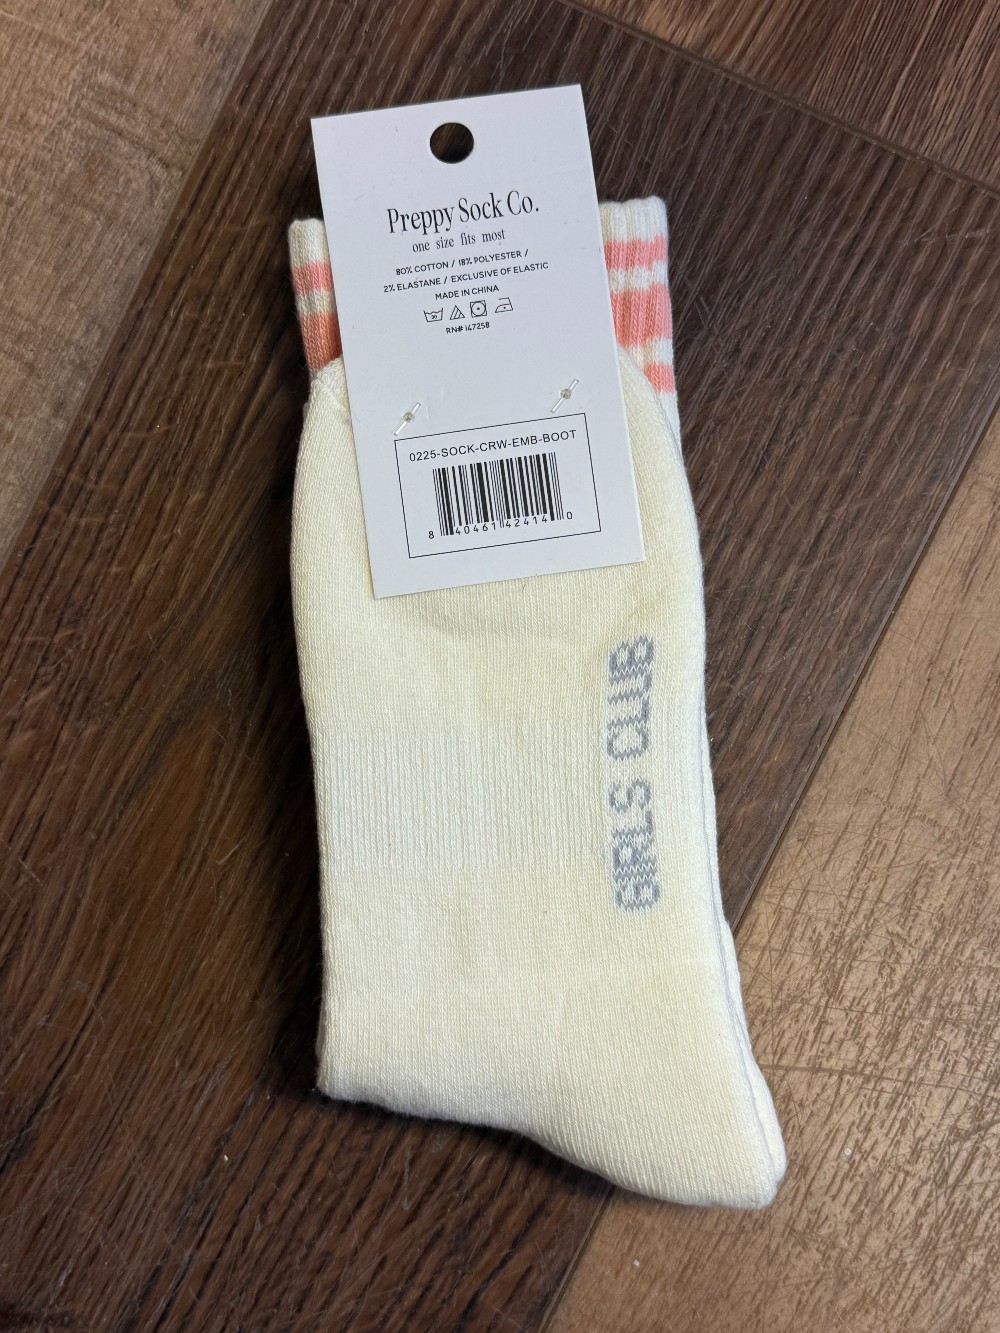 Preppy Sock Co.
one size fits most
80% COTTON / 18% POLYESTER /
2% ELASTANE / EXCLUSIVE OF ELASTIC
MADE IN CHINA
30
RN# 147258
0225-SOCK-CRW-EMB-BOOT
8 40461 42414 0
GIRLS CLUB